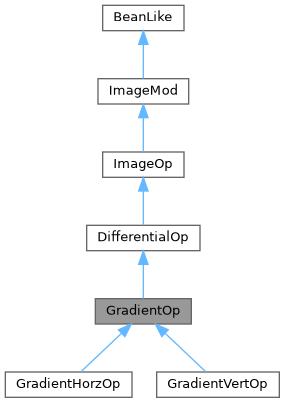 BeanLike
ImageMod
ImageOp
DifferentialOp
GradientOp
GradientHorzOp
GradientVertOp